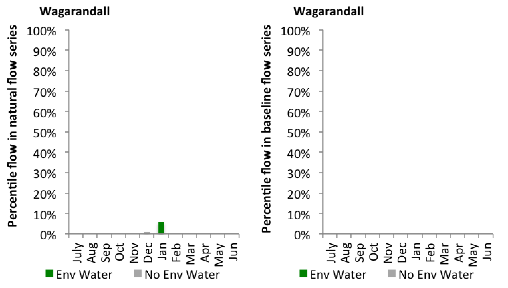 Wagarandall
Percentile flow in natural flow series
100%
90%
80%
70%
60%
50%
40%
30%
20%
10%
0%
July Aug Sep Oct Nov Dec Jan Feb Mar Apr May Jun
Env Water No Env Water
Wagarandall
Percentile flow in baseline flow series
100%
90%
80%
70%
60%
50%
40%
30%
20%
10%
0%
July Aug Sep Oct Nov Dec Jan Feb Mar Apr May Jun
Env Water No Env Water